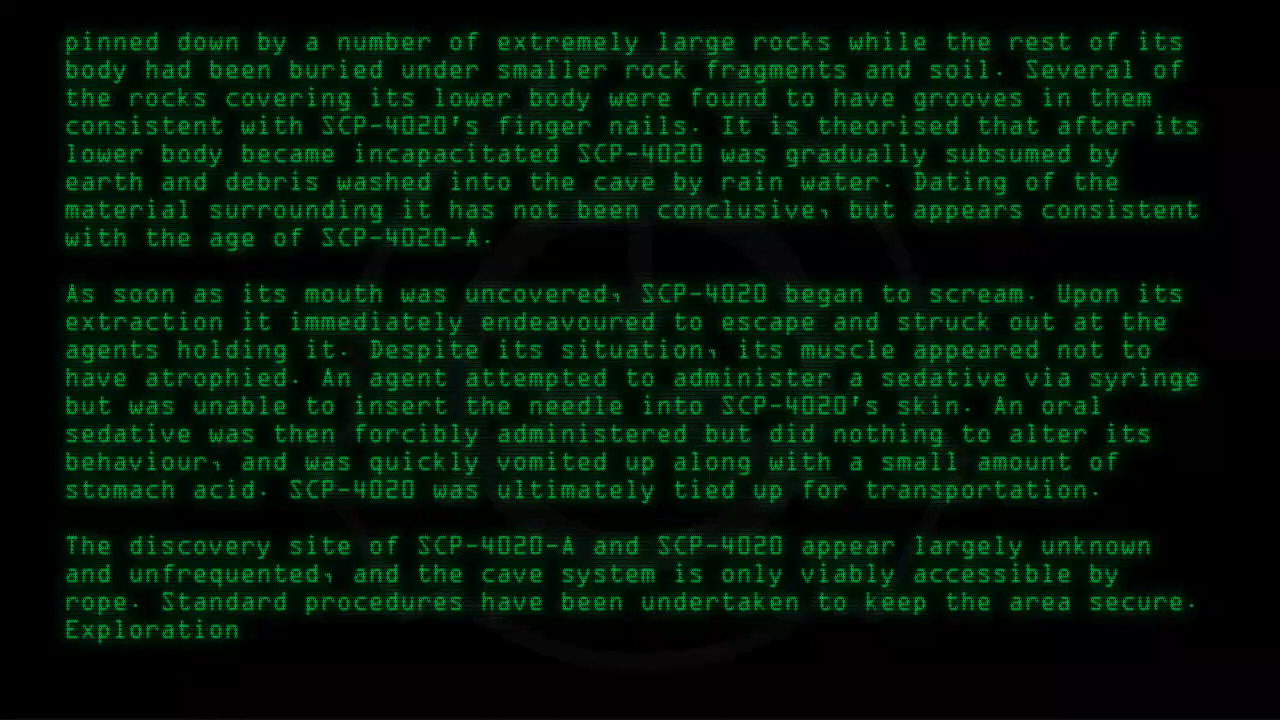 pinned down by a number of extremely large rocks while the rest of its
body had been buried under smaller rock fragments and soil. Several of
the rocks covering its lower body were found to have grooves in them
consistent with SCP-4020's finger nails. It is theorised that after its
lower body became incapacitated SCP-4020 was gradually subsumed by
earth and debris washed into the cave by rain water. Dating of the
material surrounding it has not been conclusive, but appears consistent
with the age of SCP-4020-A.
As soon as its mouth was uncovered, SCP-4020 began to scream. Upon its
extraction it immediately endeavoured to escape and struck out at the
agents holding it. Despite its situation, its muscle appeared not to
have atrophied. An agent attempted to administer a sedative via syringe
but was unable to insert the needle into SCP-4020's skin. An oral
sedative was then forcibly administered but did nothing to alter its
behaviour, and was quickly vomited up along with a small amount of
stomach acid. SCP-4020 was ultimately tied up for transportation.
The discovery site of SCP-4020-A and SCP-4020 appear largely unknown
and unfrequented, and the cave system is only viably accessible by
rope. Standard procedures have been undertaken to keep the area secure.
Exploration